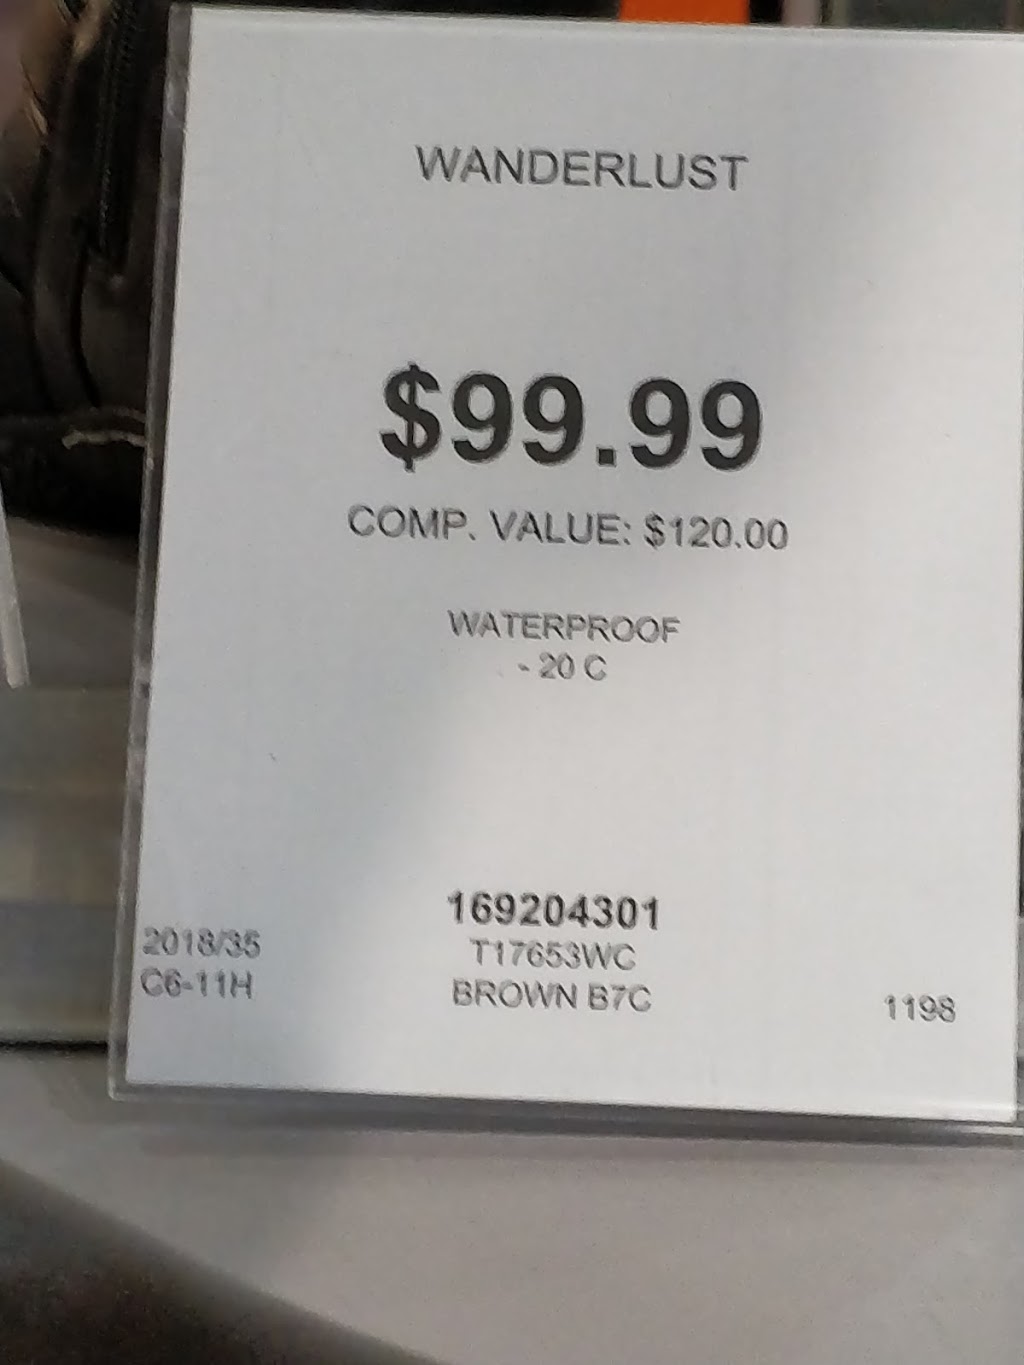 WANDERLUST
$99.99
COMP. VALUE: $120.00
WATERPROOF
- 20 C
169204301
T17653WC
BROWN B7C
2018/35
C6-11H
1198